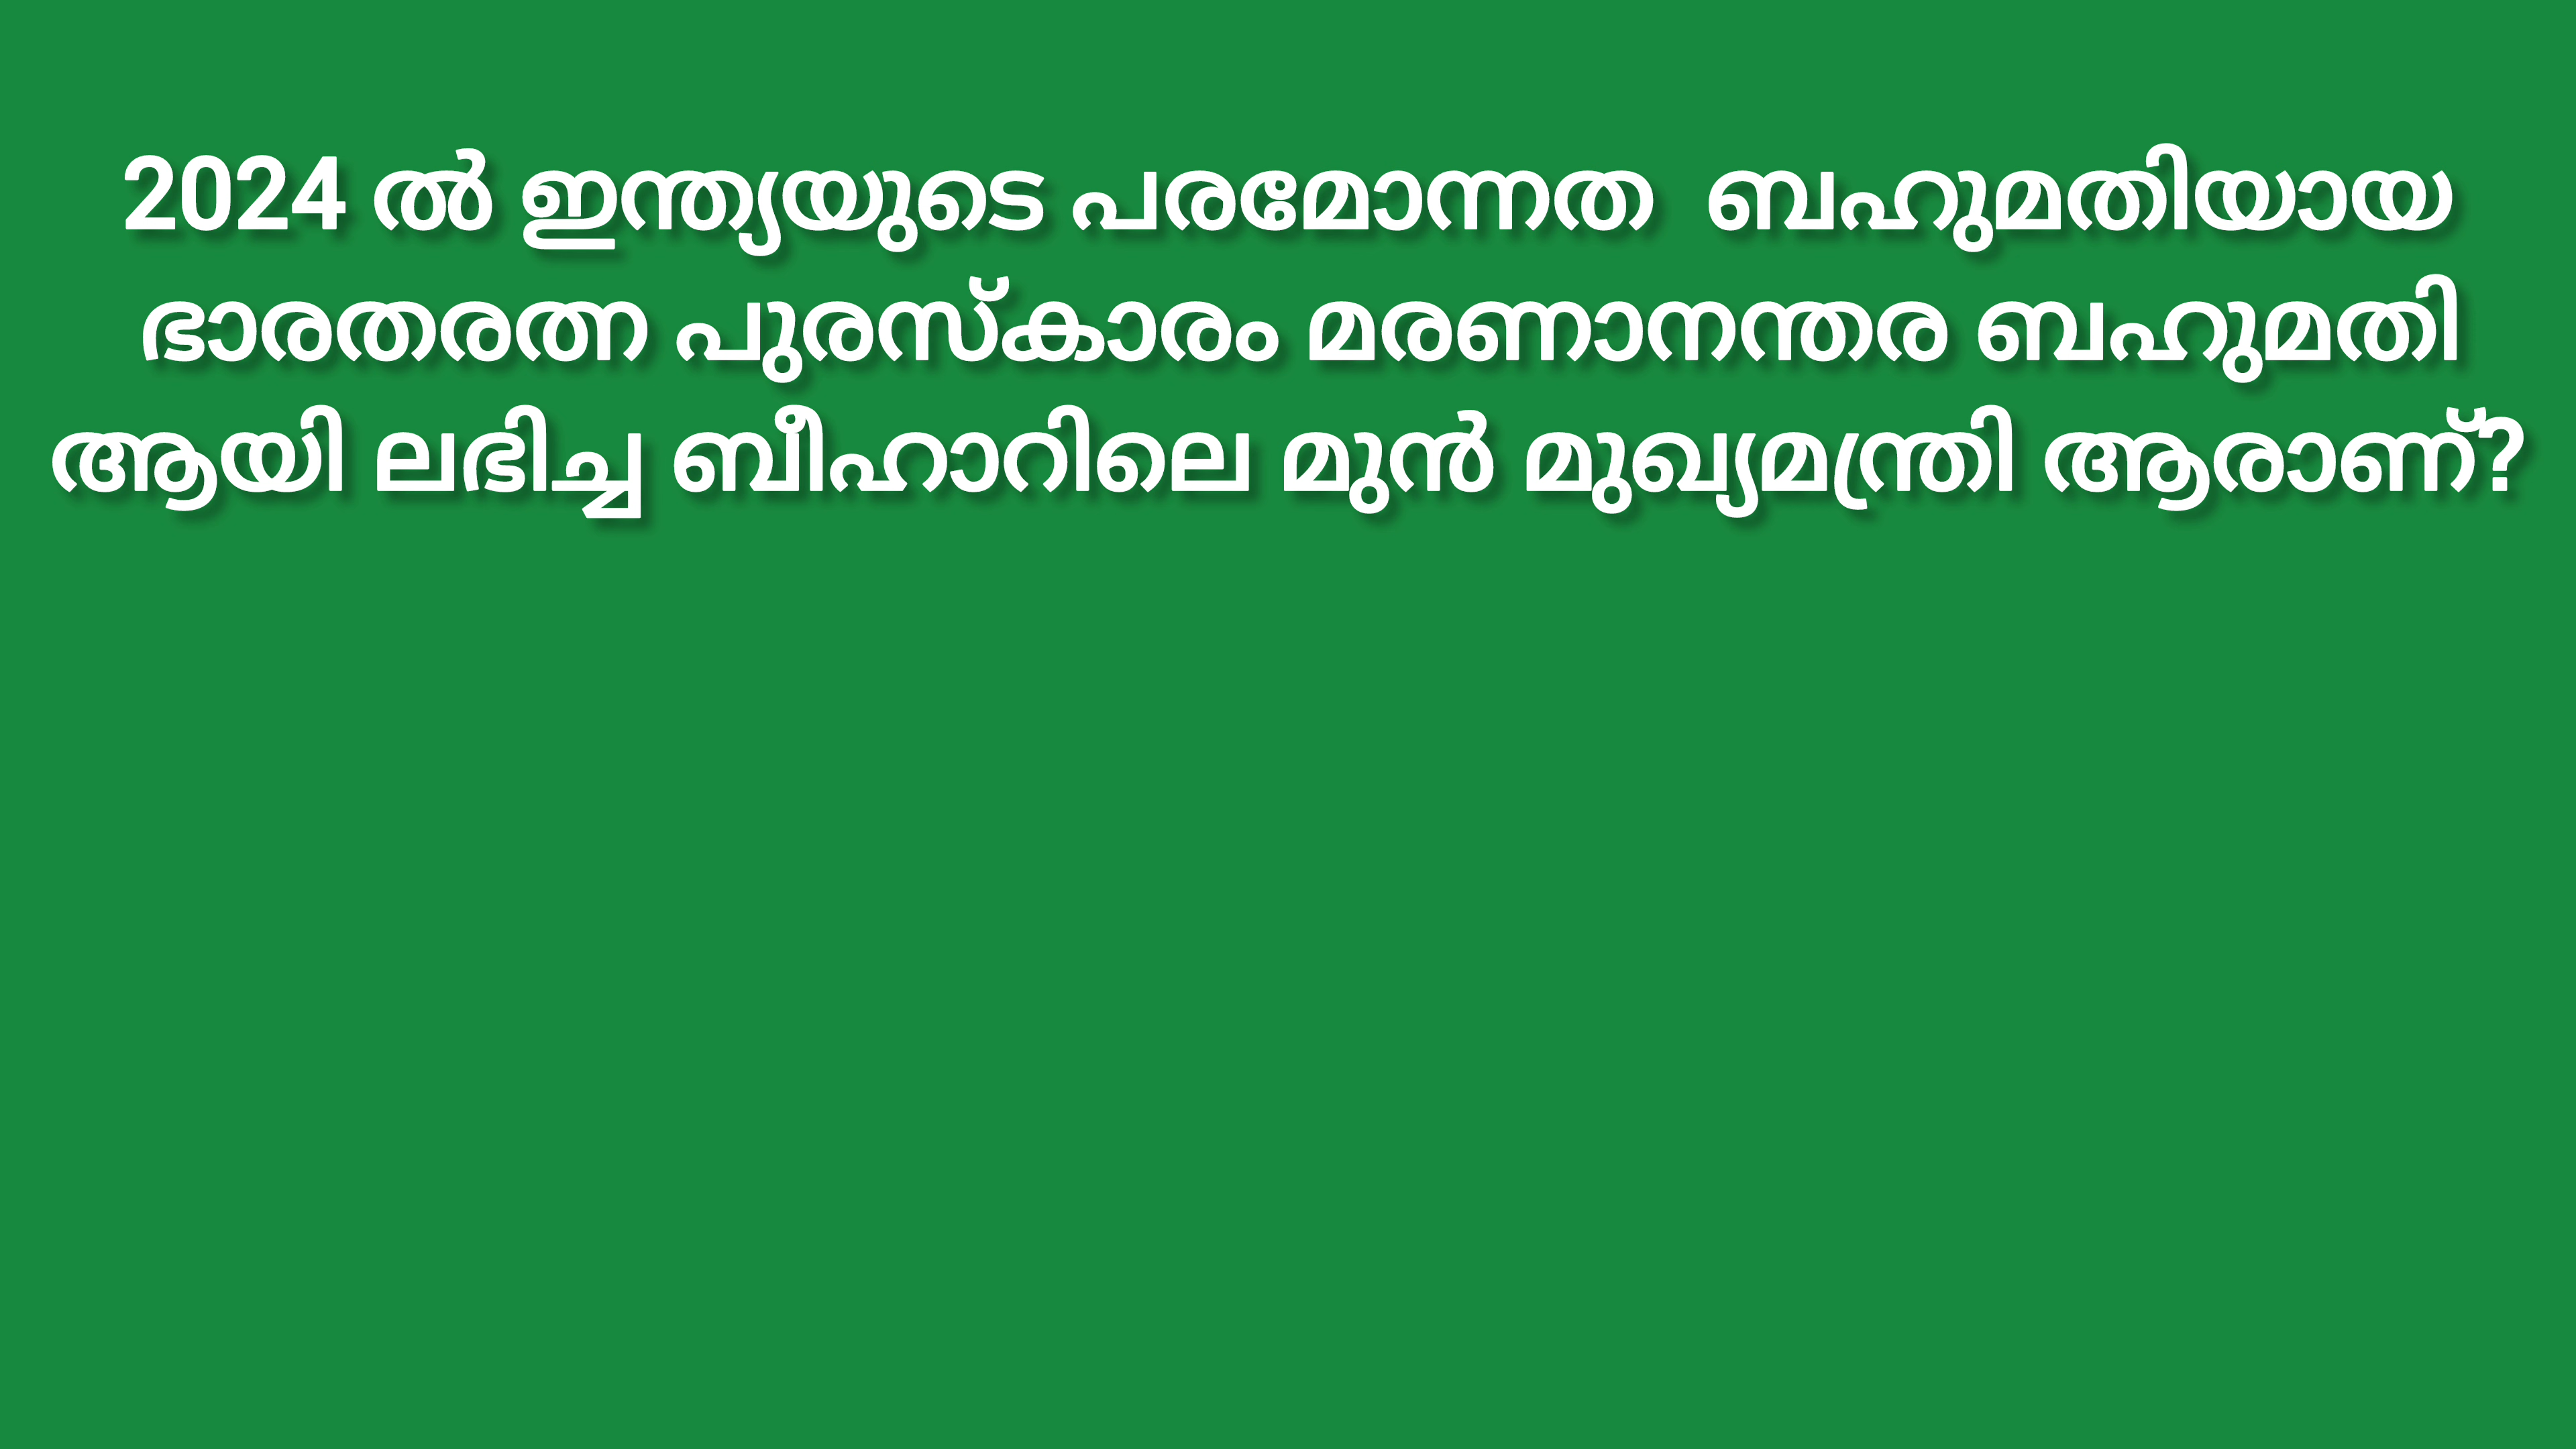 2024 ൽ ഇന്ത്യയുടെ പരമോന്നത ബഹുമതിയായ
ഭാരതരത്ന പുരസ്കാരം മരണാനന്തര ബഹുമതി
ആയി ലഭിച്ച ബീഹാറിലെ മുൻ മുഖ്യമന്ത്രി ആരാണ്?